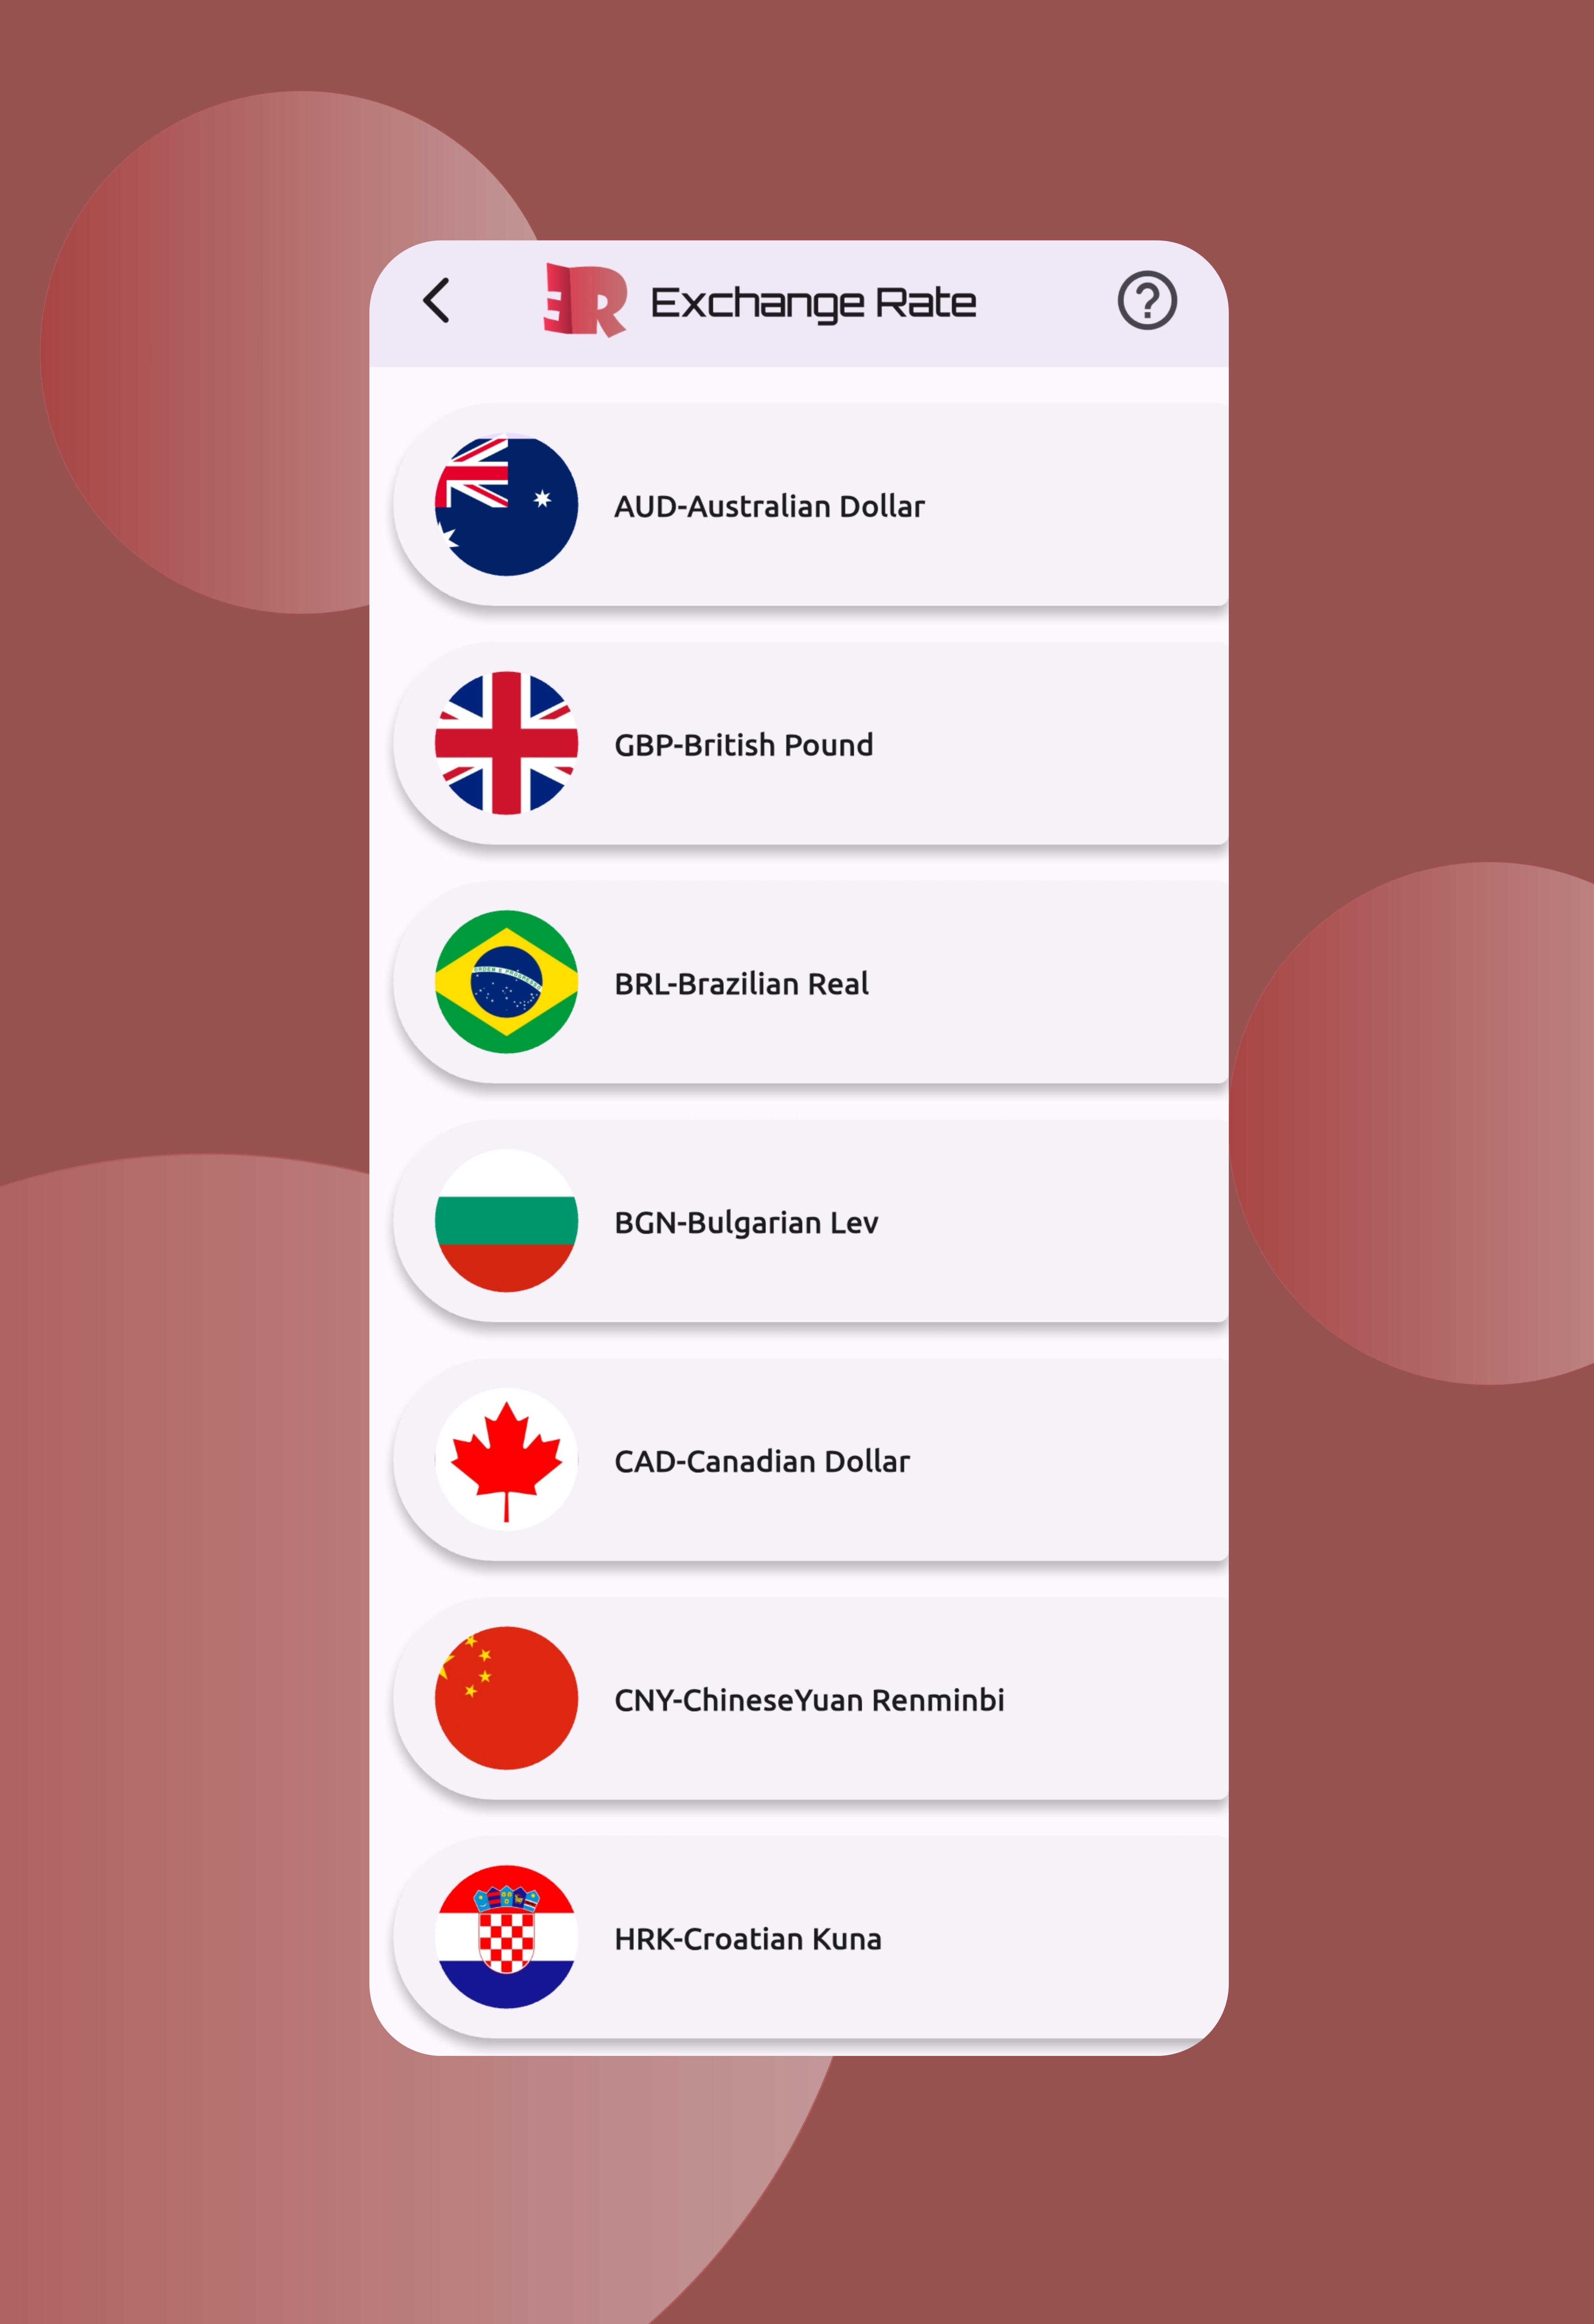 ER Exchange Rate
AUD-Australian Dollar
GBP-British Pound
BRL-Brazilian Real
BGN-Bulgarian Lev
CAD-Canadian Dollar
CNY-ChineseYuan Renminbi
HRK-Croatian Kuna